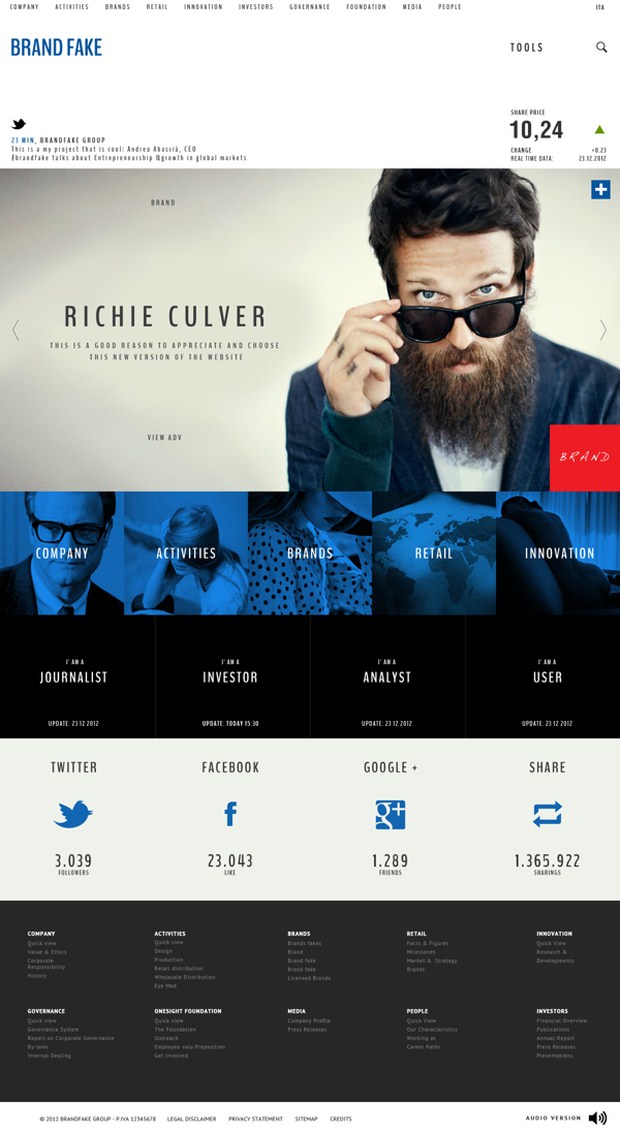 COMPANY ACTIVITIES BRANDS RETAIL INNOVATION INVESTORS GOVERNANCE FOUNDATION MEDIA PEOPLE ITA
BRAND FAKE
TOOLS
23 MIN, BRANDFAKE GROUP
This is a my project that is cool: Andrea Abascià, CEO
#brandfake talks about Entrepreneurship &growth in global markets
SHARE PRICE
10,24
CHANGE +0.23
REAL TIME DATA: 23.12.2012
BRAND
RICHIE CULVER
THIS IS A GOOD REASON TO APPRECIATE AND CHOOSE
THIS NEW VERSION OF THE WEBSITE
VIEW ADV
BRAND
COMPANY ACTIVITIES BRANDS RETAIL INNOVATION
I' AM A I' AM A I' AM A I' AM A
JOURNALIST INVESTOR ANALYST USER
UPDATE: 23 12 2012 UPDATE: TODAY 15:30 UPDATE: 23 12 2012 UPDATE: 23 12 2012
TWITTER FACEBOOK GOOGLE + SHARE
3.039 23.043 1.289 1.365.922
FOLLOWERS LIKE FRIENDS SHARINGS
COMPANY
Quick view
Value & Ethics
Corporate
Responsibility
History
ACTIVITIES
Quick view
Design
Production
Retail distribution
Wholesale Distribution
Eye Med
BRANDS
Brands fakes
Brand
Brand fake
Brand fake
Licensed Brands
RETAIL
Facts & Figures
Milestones
Market & Strategy
Brands
INNOVATION
Quick View
Research &
Developments
GOVERNANCE
Quick view
Governance System
Report on Corporate Governance
By-laws
Internal Dealing
ONESIGHT FOUNDATION
Quick view
The Foundation
Outreach
Employee valu Preposition
Get Involved
MEDIA
Company Profile
Press Releases
PEOPLE
Quick View
Our Characteristics
Working at
Career Paths
INVESTORS
Financial Overview
Publications
Annual Report
Press Releases
Presentations
© 2012 BRANDFAKE GROUP - P.IVA 12345678 LEGAL DISCLAIMER PRIVACY STATEMENT SITEMAP CREDITS AUDIO VERSION